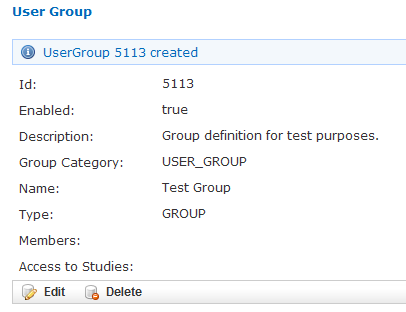 User Group
UserGroup 5113 created
Id: 5113
Enabled: true
Description: Group definition for test purposes.
Group Category: USER_GROUP
Name: Test Group
Type: GROUP
Members:
Access to Studies:
Edit Delete